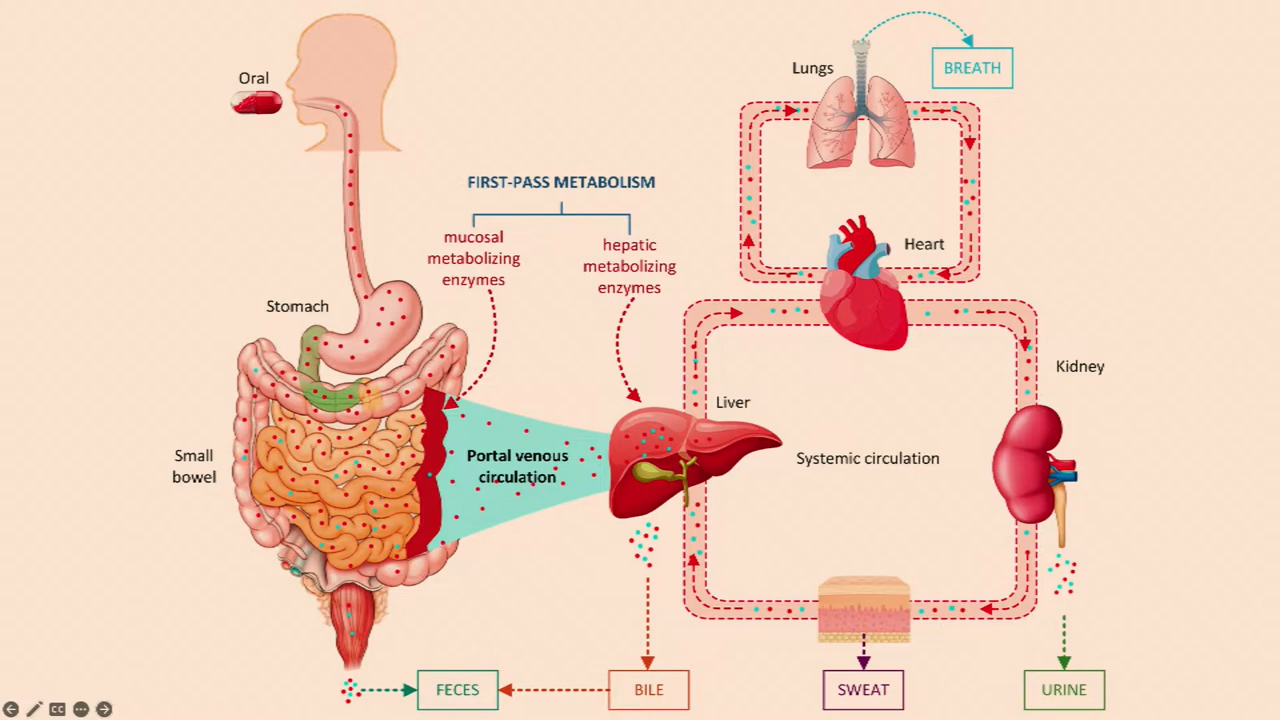 Oral
Lungs
BREATH
FIRST-PASS METABOLISM
mucosal
metabolizing
enzymes
hepatic
metabolizing
enzymes
Heart
Stomach
Kidney
Liver
Small
bowel
Portal venous
circulation
Systemic circulation
FECES
BILE
SWEAT
URINE
CC